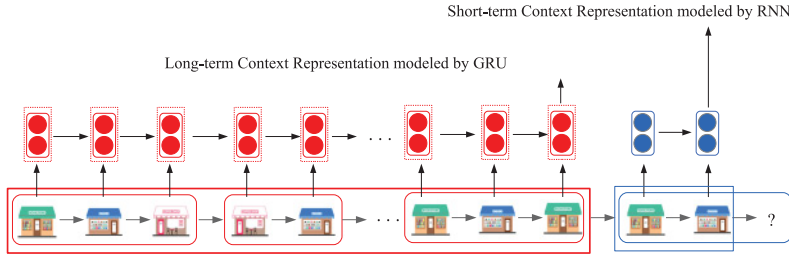 Short-term Context Representation modeled by RNN
Long-term Context Representation modeled by GRU
. . .
. . .
?